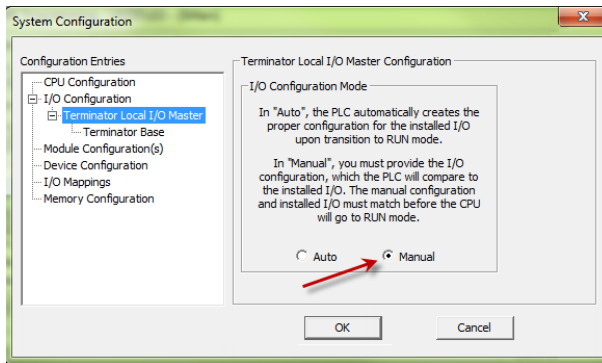 System Configuration
Configuration Entries
CPU Configuration
I/O Configuration
Terminator Local I/O Master
Terminator Base
Module Configuration(s)
Device Configuration
I/O Mappings
Memory Configuration
Terminator Local I/O Master Configuration
I/O Configuration Mode
In "Auto", the PLC automatically creates the
proper configuration for the installed I/O
upon transition to RUN mode.
In "Manual", you must provide the I/O
configuration, which the PLC will compare to
the installed I/O. The manual configuration
and installed I/O must match before the CPU
will go to RUN mode.
Auto Manual
OK Cancel